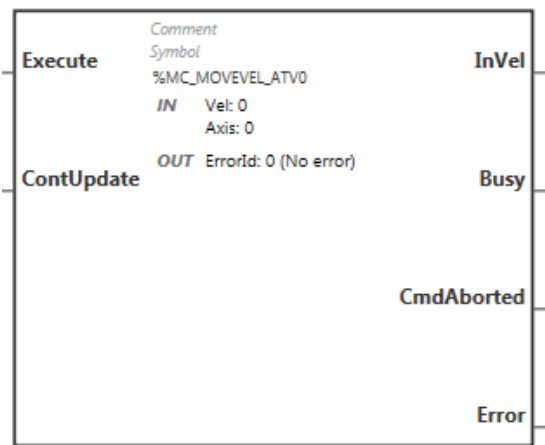 Comment
Execute
Symbol
InVel
%MC_MOVEVEL_ATV0
IN Vel: 0
Axis: 0
OUT ErrorId: 0 (No error)
ContUpdate
Busy
CmdAborted
Error